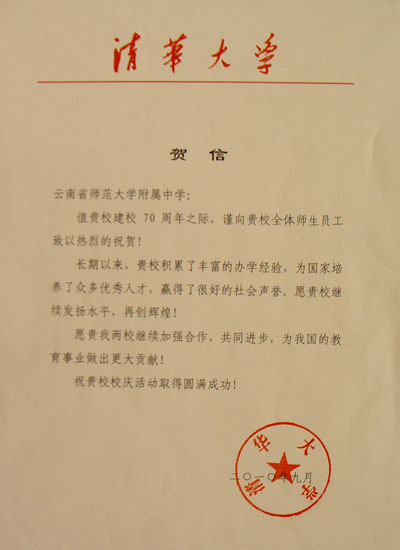 清華大学
贺 信
云南省师范大学附属中学：
值贵校建校 70 周年之际，谨向贵校全体师生员工
致以热烈的祝贺！
长期以来，贵校积累了丰富的办学经验，为国家培
养了众多优秀人才，赢得了很好的社会声誉。愿贵校继
续发扬水平，再创辉煌！
愿贵我两校继续加强合作，共同进步，为我国的教
育事业做出更大贡献！
祝贵校校庆活动取得圆满成功！
清华大学
二〇一〇年九月